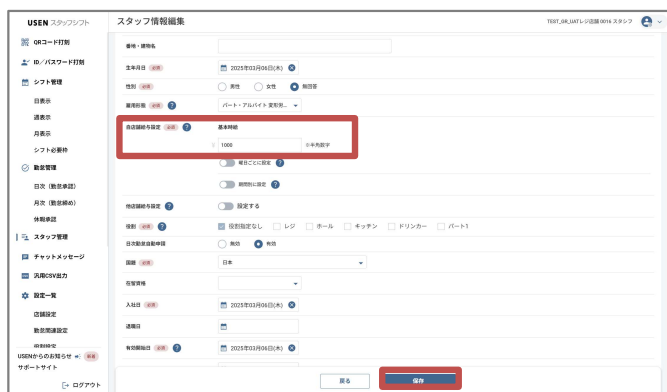 USEN スタッフシフト
スタッフ情報編集
TEST_GR_UATレジ店舗 0016 スタンフ
QRコード打刻
ID/パスワード打刻
シフト管理
日表示
週表示
月表示
シフト必要枠
勤怠管理
日次(勤怠承認)
月次(勤怠締め)
休暇承認
スタッフ管理
チャットメッセージ
汎用CSV出力
設定一覧
店舗設定
勤怠関連設定
役割設定
USENからのお知らせ 新着
サポートサイト
ログアウト
番地・建物名
生年月日 必須 2025年03月06日(木)
性別 必須 男性 女性 無回答
雇用形態 必須 ? パート・アルバイト 変形労...
自店舗給与設定 必須 ? 基本時給
1000 ※半角数字
曜日ごとに設定 ?
期間別に設定 ?
他店舗給与設定 ? 設定する
役割 必須 ? 役割指定なし レジ ホール キッチン ドリンカー パート1
日次勤怠自動申請 無効 有効
国籍 必須 日本
在留資格
入社日 必須 2025年03月06日(木)
退職日
有効開始日 必須 ? 2025年03月06日(木)
戻る 保存